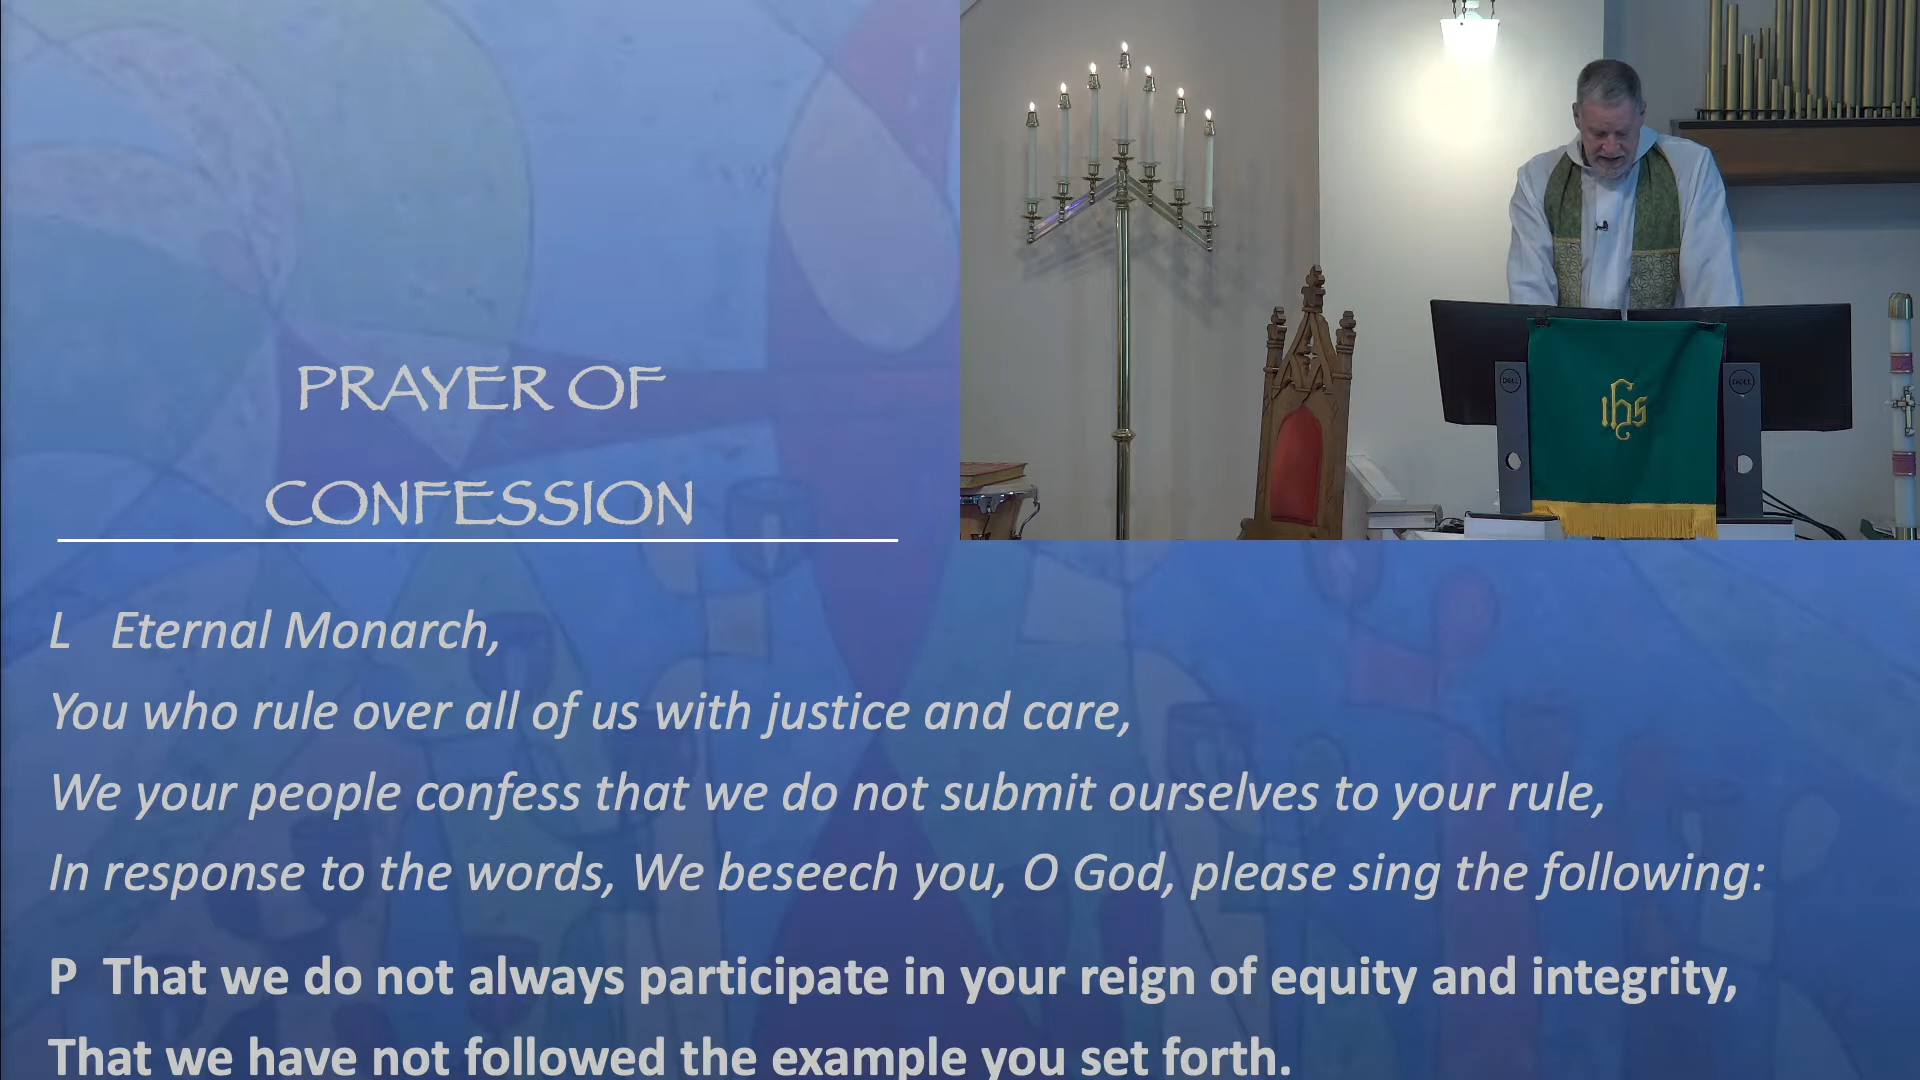 PRAYER OF
CONFESSION
L Eternal Monarch,
You who rule over all of us with justice and care,
We your people confess that we do not submit ourselves to your rule,
In response to the words, We beseech you, O God, please sing the following:
P That we do not always participate in your reign of equity and integrity,
That we have not followed the example you set forth.
DELL
DELL
ihs